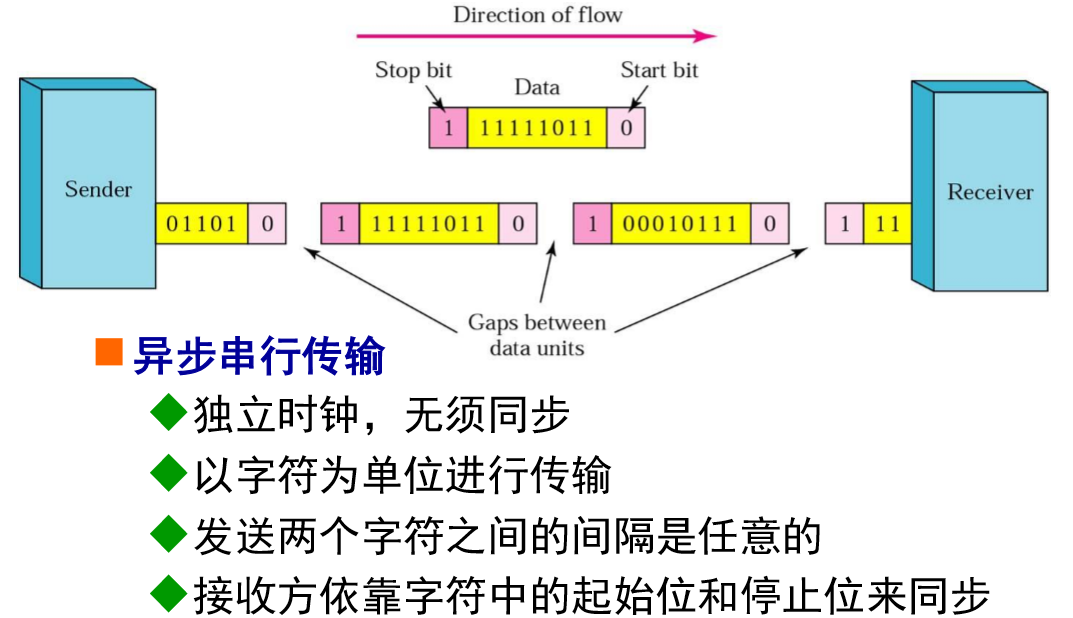 Direction of flow
Stop bit
Start bit
Data
1 11111011 0
Sender
Receiver
01101 0
1 11111011 0
1 00010111 0
1 11
Gaps between
data units
异步串行传输
独立时钟，无须同步
以字符为单位进行传输
发送两个字符之间的间隔是任意的
接收方依靠字符中的起始位和停止位来同步